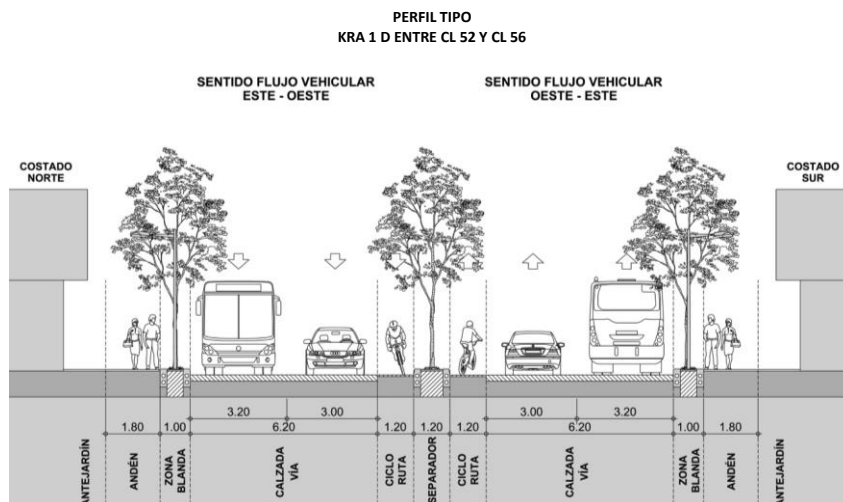 PERFIL TIPO
KRA 1 D ENTRE CL 52 Y CL 56
SENTIDO FLUJO VEHICULAR
ESTE - OESTE
SENTIDO FLUJO VEHICULAR
OESTE - ESTE
COSTADO
NORTE
COSTADO
SUR
3.20 3.00 3.00 3.20
1.80 1.00 6.20 1.20 1.20 1.20 6.20 1.00 1.80
ANTEJARDÍN
ANDÉN
ZONA
BLANDA
CALZADA
VÍA
CICLO
RUTA
SEPARADOR
CICLO
RUTA
CALZADA
VÍA
ZONA
BLANDA
ANDÉN
ANTEJARDÍN